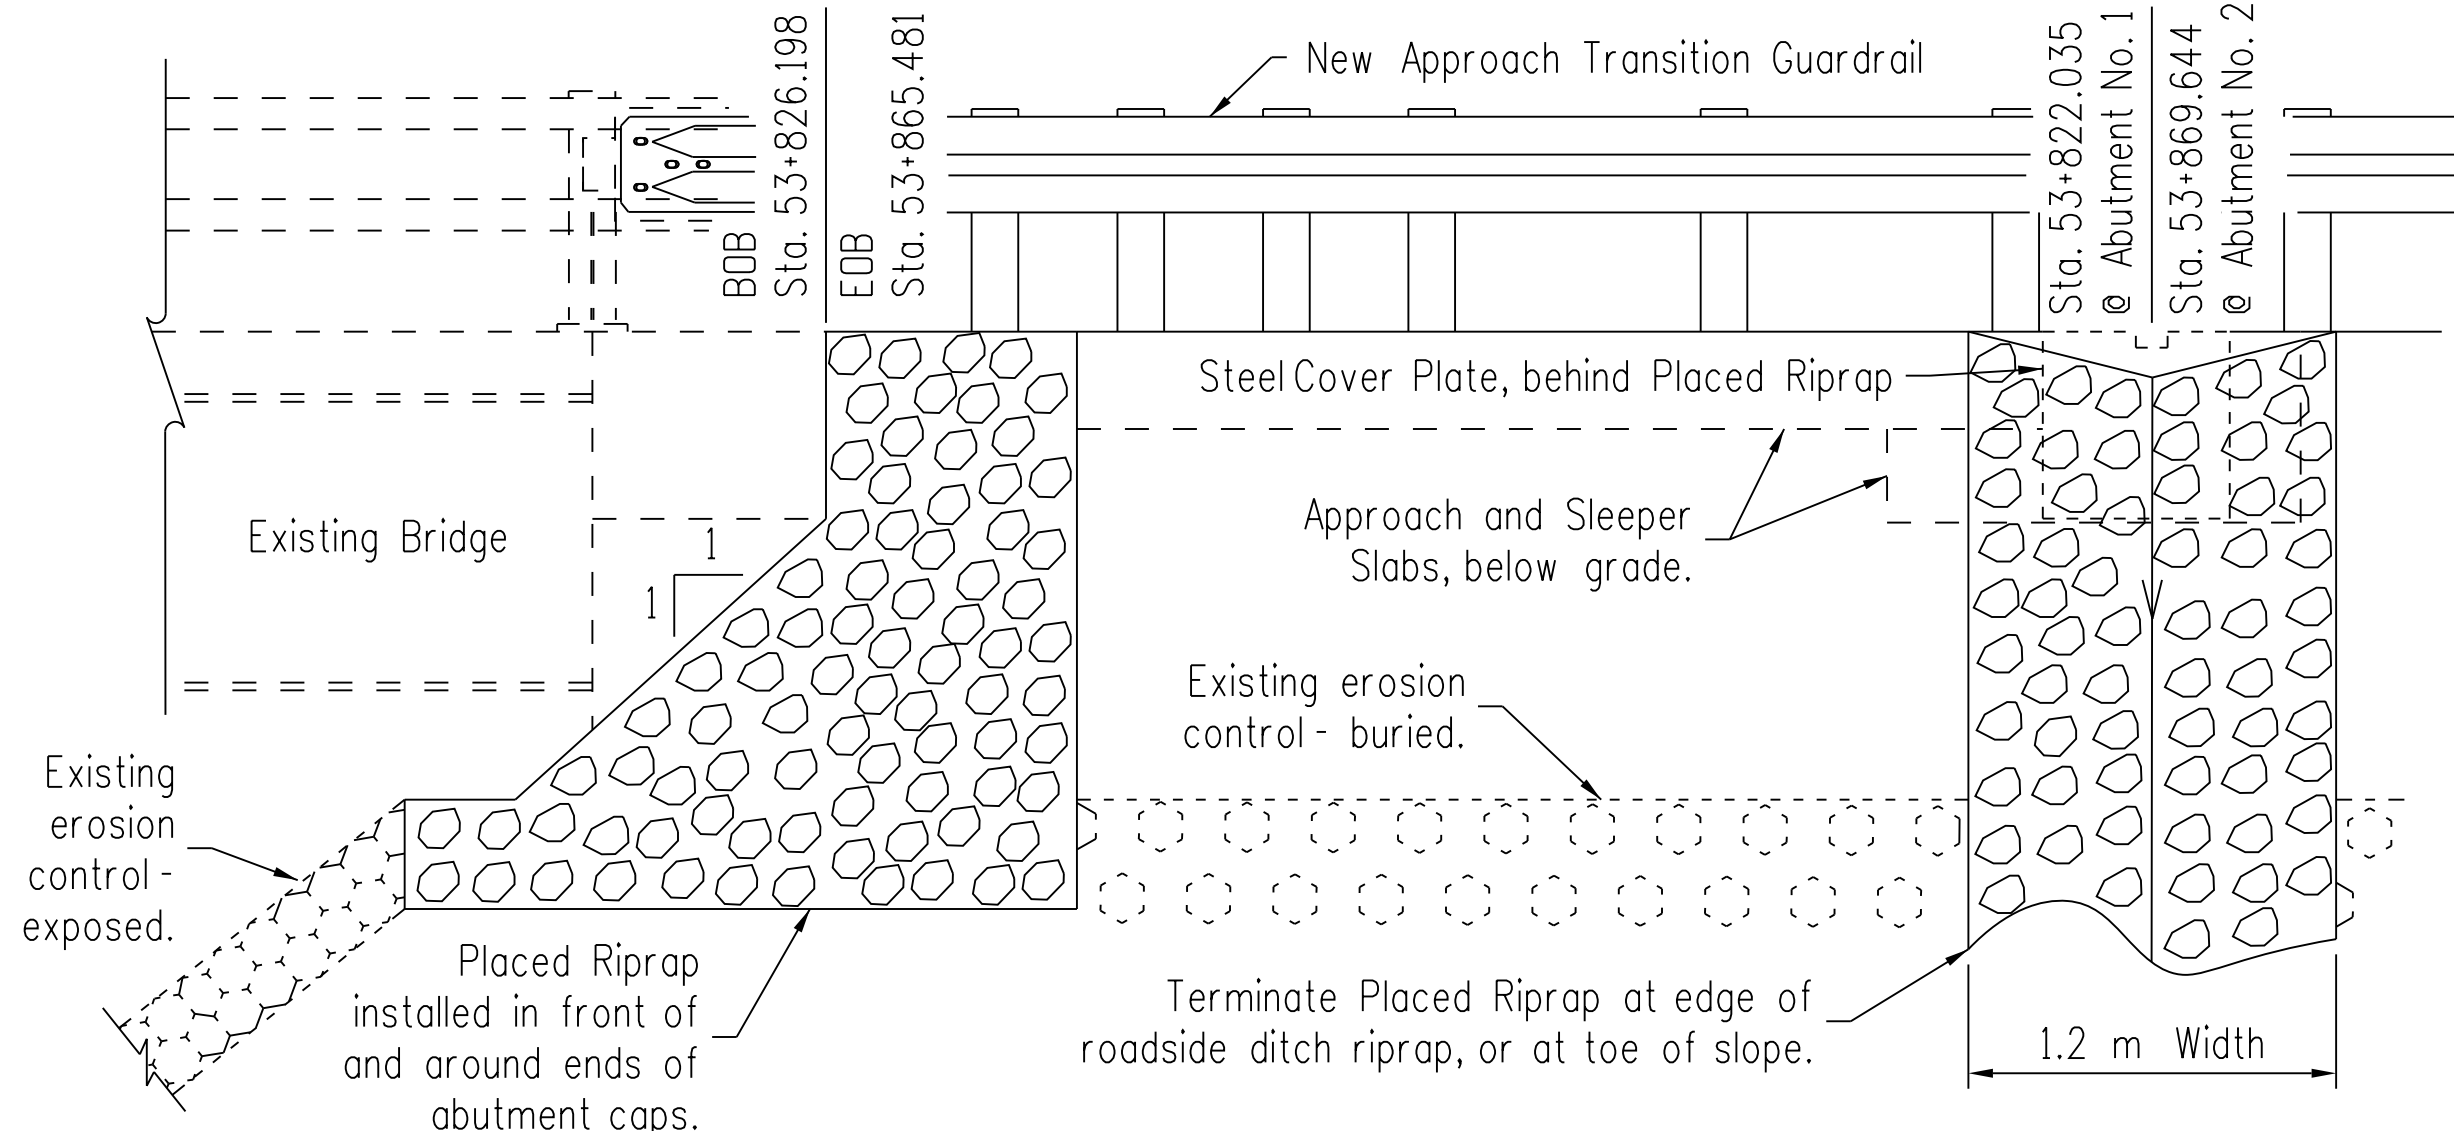 New Approach Transition Guardrail
BOB
Sta. 53+826.198
EOB
Sta. 53+865.481
Sta. 53+822.035
@ Abutment No. 1
Sta. 53+869.644
@ Abutment No. 2
Steel Cover Plate, behind Placed Riprap
Approach and Sleeper
Slabs, below grade.
Existing Bridge
1
1
Existing erosion
control - buried.
Existing
erosion
control -
exposed.
Placed Riprap
installed in front of
and around ends of
abutment caps.
Terminate Placed Riprap at edge of
roadside ditch riprap, or at toe of slope.
1.2 m Width